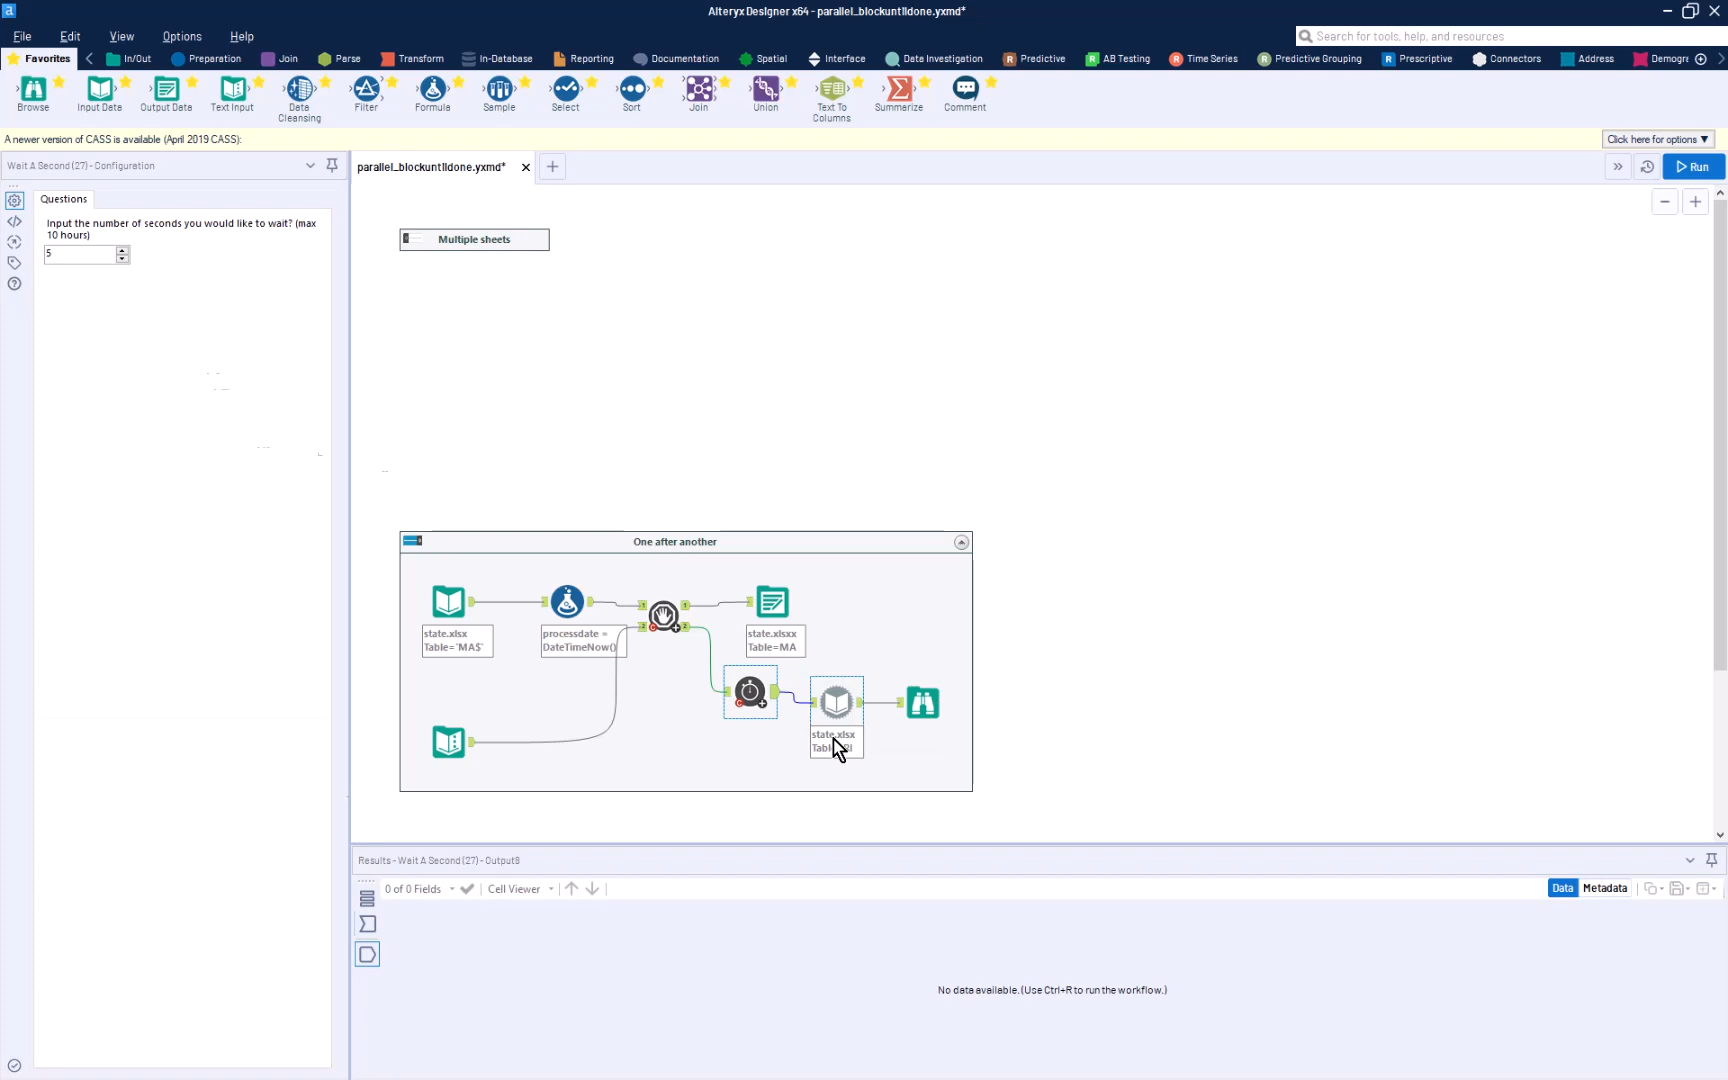 Alteryx Designer x64 - parallel_blockuntildone.yxmd*
File Edit View Options Help
Search for tools, help, and resources
Favorites In/Out Preparation Join Parse Transform In-Database Reporting Documentation Spatial Interface Data Investigation Predictive AB Testing Time Series Predictive Grouping Prescriptive Connectors Address Demogra
Browse Input Data Output Data Text Input Data Cleansing Filter Formula Sample Select Sort Join Union Text To Columns Summarize Comment
A newer version of CASS is available (April 2019 CASS):
Click here for options ▼
Wait A Second (27) - Configuration
parallel_blockuntildone.yxmd*
Run
Questions
Input the number of seconds you would like to wait? (max
10 hours)
5
Multiple sheets
One after another
state.xlsx
Table='MA$'
processdate =
DateTimeNow()
state.xlsxx
Table=MA
state.xlsx
1
2
1
2
Results - Wait A Second (27) - Output8
0 of 0 Fields
Cell Viewer
Data
Metadata
No data available. (Use Ctrl+R to run the workflow.)